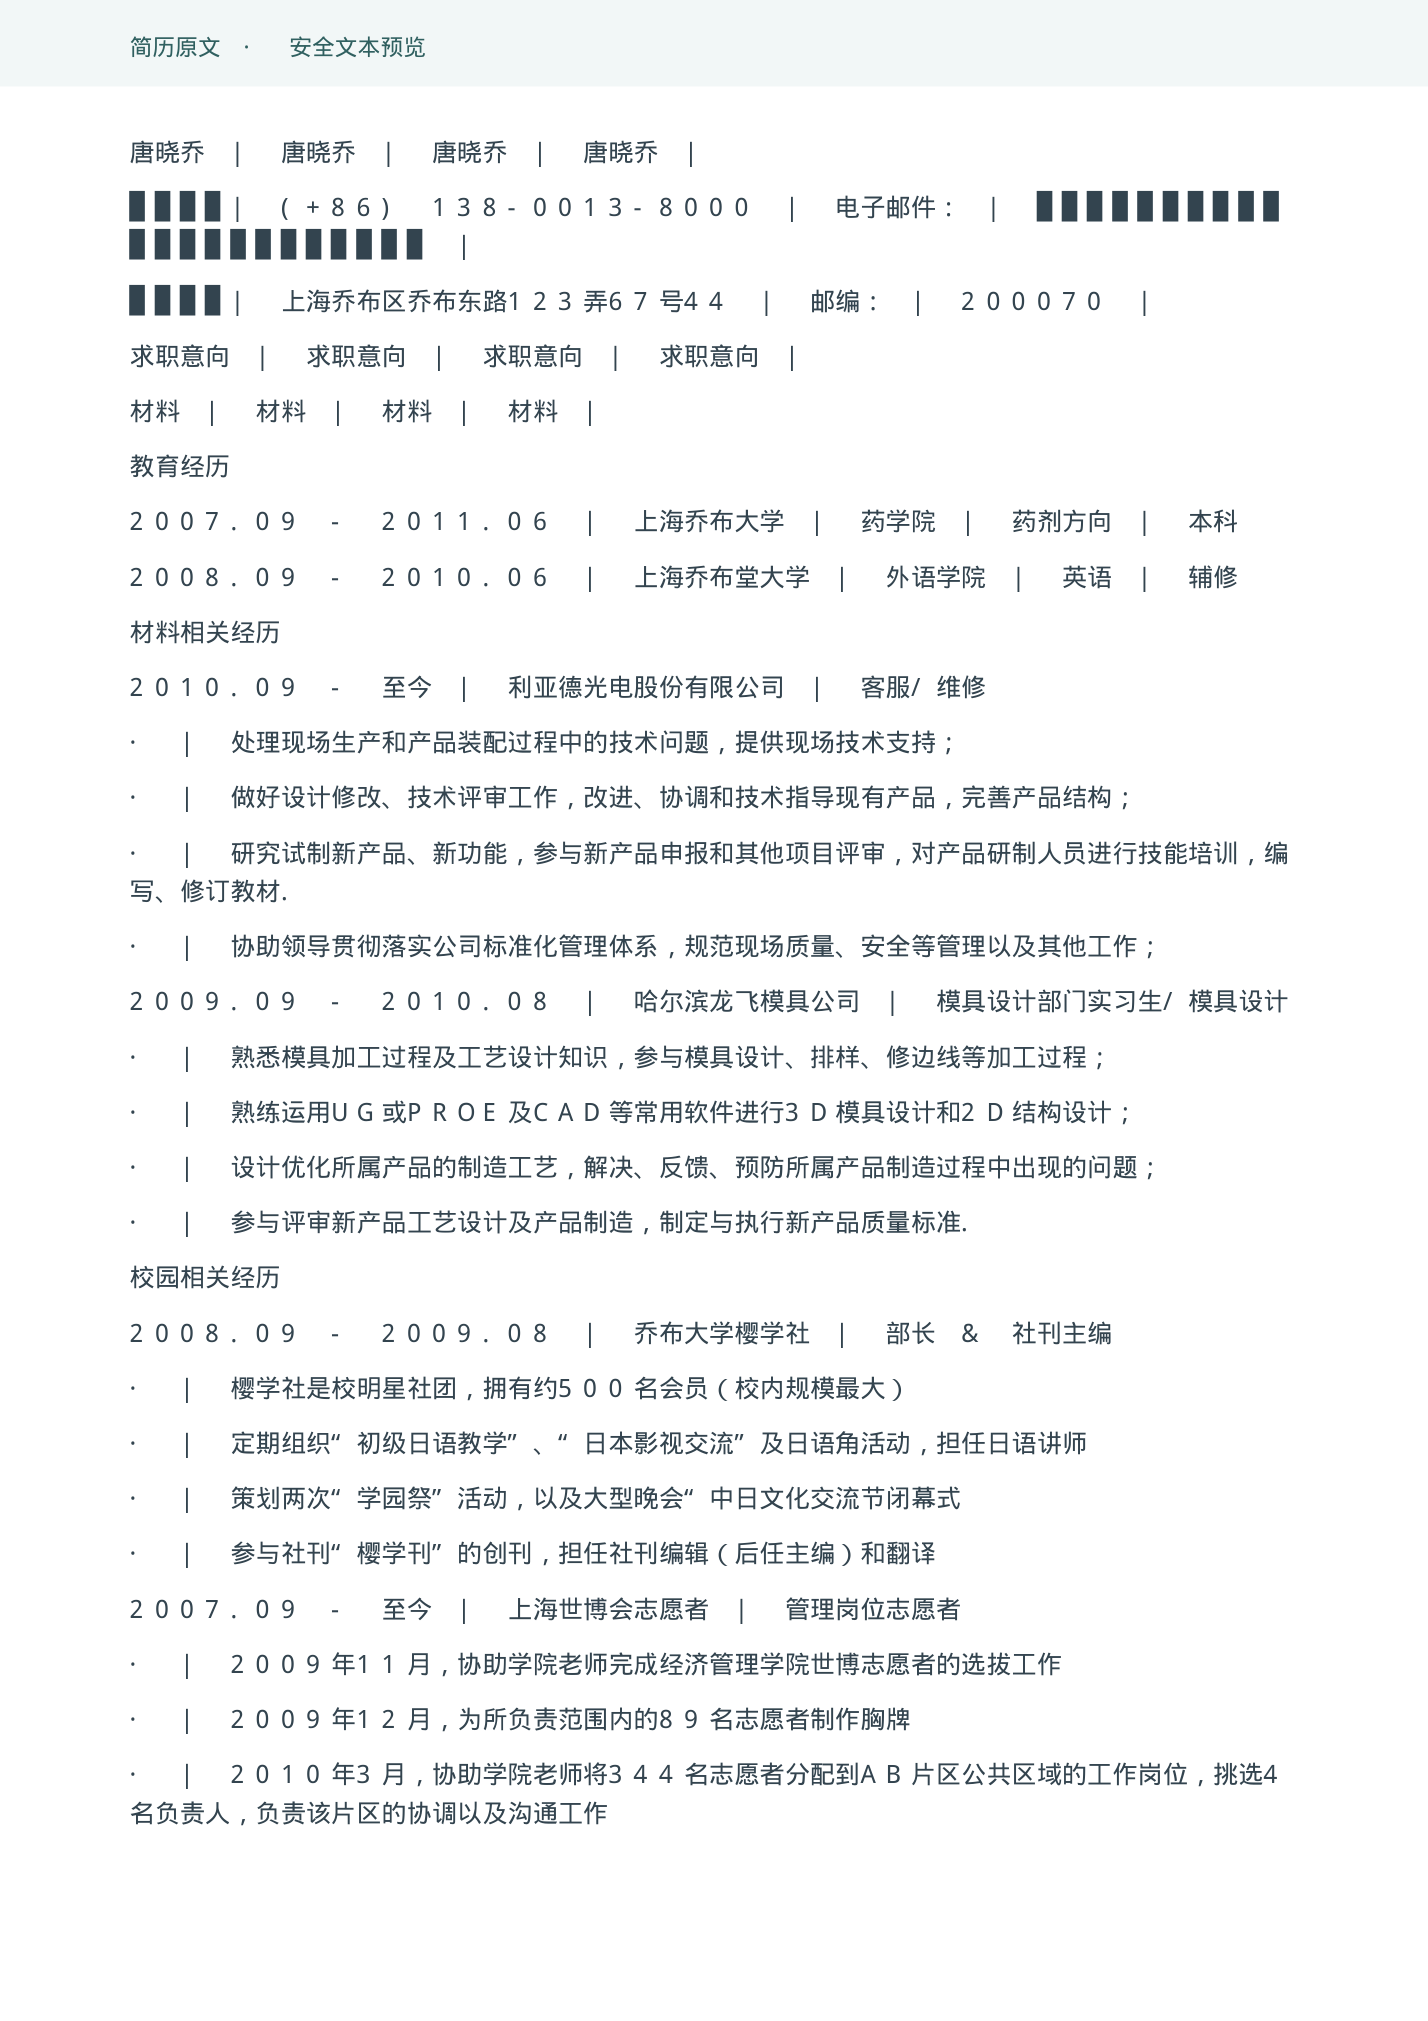 简历原文 · 安全文本预览
唐晓乔 | 唐晓乔 | 唐晓乔 | 唐晓乔 |
████ | (+86) 138-0013-8000 | 电子邮件： | ██████████
████████████ |
████ | 上海乔布区乔布东路123弄67号44 | 邮编： | 200070 |
求职意向 | 求职意向 | 求职意向 | 求职意向 |
材料 | 材料 | 材料 | 材料 |
教育经历
2007.09 - 2011.06 | 上海乔布大学 | 药学院 | 药剂方向 | 本科
2008.09 - 2010.06 | 上海乔布堂大学 | 外语学院 | 英语 | 辅修
材料相关经历
2010.09 - 至今 | 利亚德光电股份有限公司 | 客服/维修
· | 处理现场生产和产品装配过程中的技术问题，提供现场技术支持；
· | 做好设计修改、技术评审工作，改进、协调和技术指导现有产品，完善产品结构；
· | 研究试制新产品、新功能，参与新产品申报和其他项目评审，对产品研制人员进行技能培训，编
写、修订教材.
· | 协助领导贯彻落实公司标准化管理体系，规范现场质量、安全等管理以及其他工作；
2009.09 - 2010.08 | 哈尔滨龙飞模具公司 | 模具设计部门实习生/模具设计
· | 熟悉模具加工过程及工艺设计知识，参与模具设计、排样、修边线等加工过程；
· | 熟练运用UG或PROE及CAD等常用软件进行3D模具设计和2D结构设计；
· | 设计优化所属产品的制造工艺，解决、反馈、预防所属产品制造过程中出现的问题；
· | 参与评审新产品工艺设计及产品制造，制定与执行新产品质量标准.
校园相关经历
2008.09 - 2009.08 | 乔布大学樱学社 | 部长 & 社刊主编
· | 樱学社是校明星社团，拥有约500名会员（校内规模最大）
· | 定期组织“初级日语教学”、“日本影视交流”及日语角活动，担任日语讲师
· | 策划两次“学园祭”活动，以及大型晚会“中日文化交流节闭幕式
· | 参与社刊“樱学刊”的创刊，担任社刊编辑（后任主编）和翻译
2007.09 - 至今 | 上海世博会志愿者 | 管理岗位志愿者
· | 2009年11月，协助学院老师完成经济管理学院世博志愿者的选拔工作
· | 2009年12月，为所负责范围内的89名志愿者制作胸牌
· | 2010年3月，协助学院老师将344名志愿者分配到AB片区公共区域的工作岗位，挑选4
名负责人，负责该片区的协调以及沟通工作